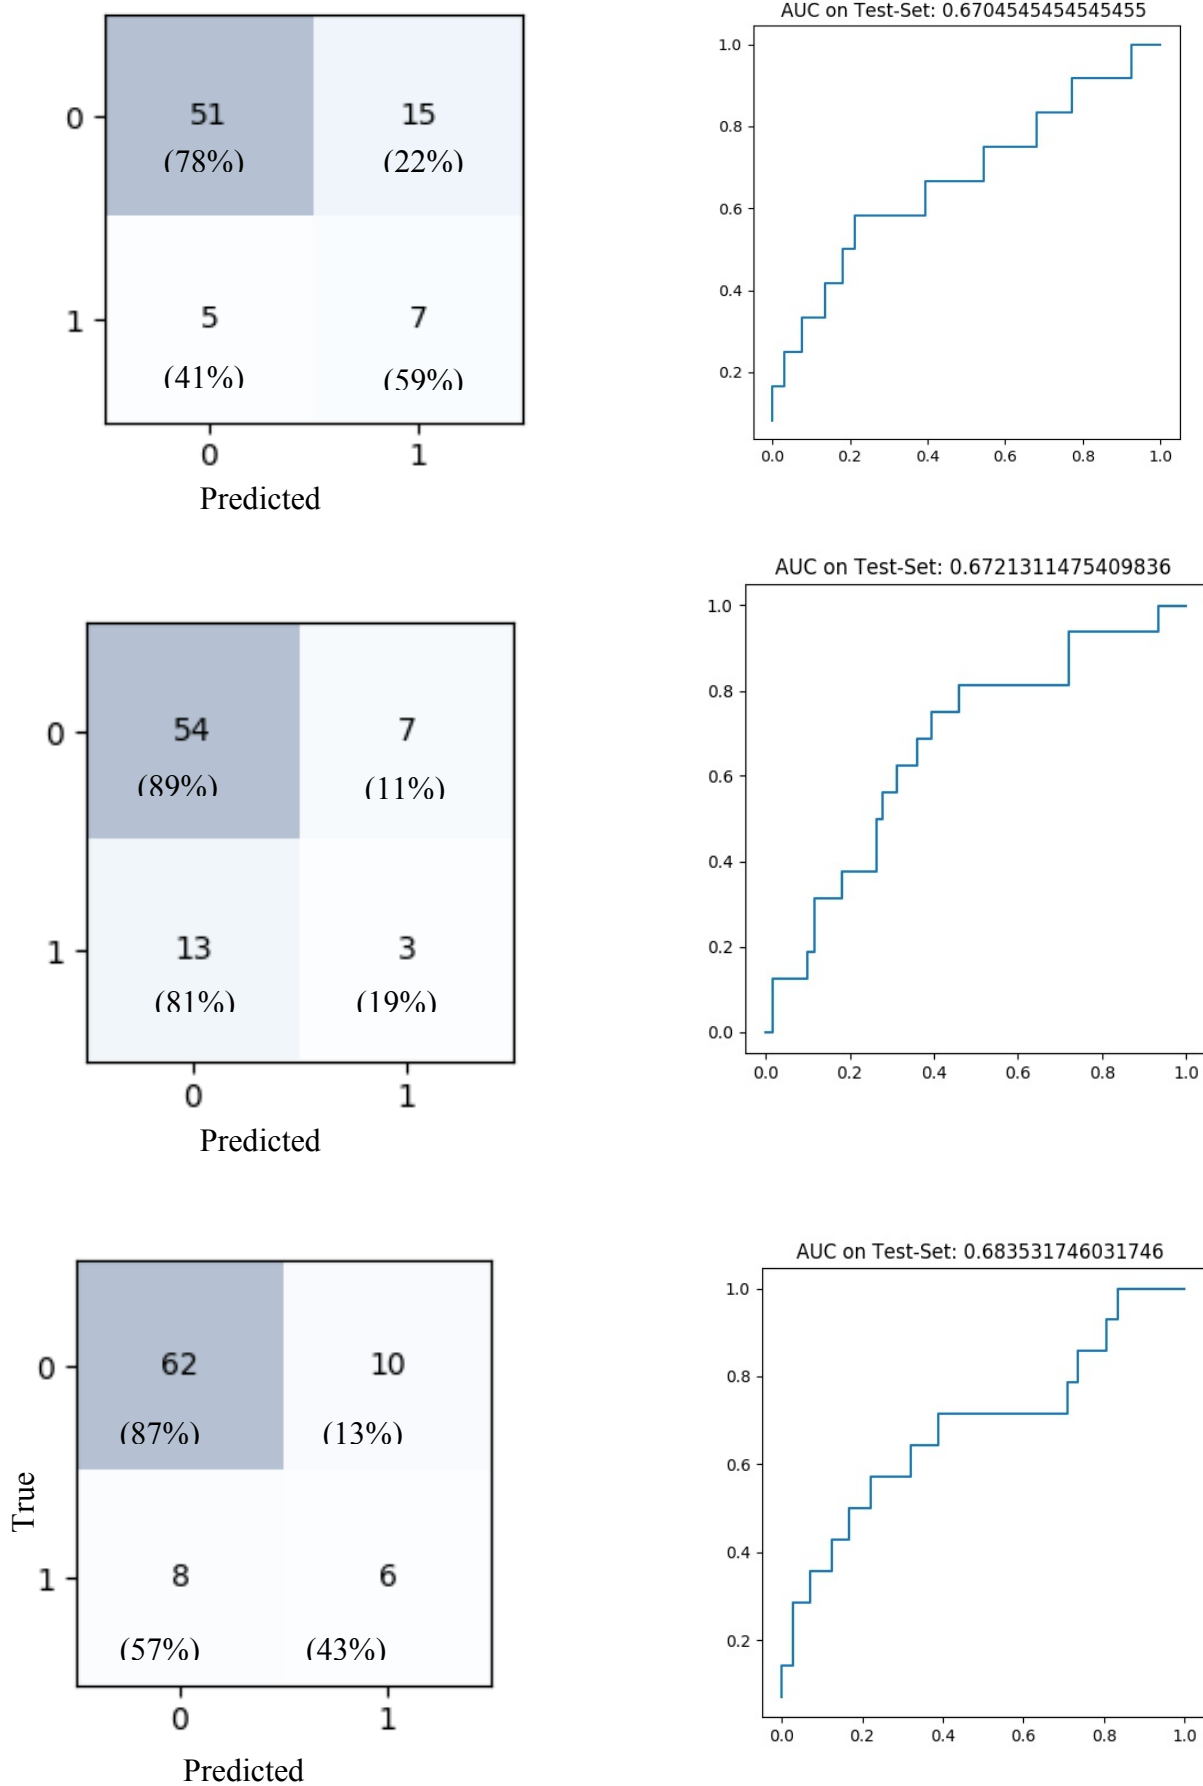 AUC on Test-Set: 0.6704545454545455
0 51 15
(78%) (22%)
1 5 7
(41%) (59%)
0 1
Predicted
1.0
0.8
0.6
0.4
0.2
0.0 0.2 0.4 0.6 0.8 1.0
AUC on Test-Set: 0.6721311475409836
0 54 7
(89%) (11%)
1 13 3
(81%) (19%)
0 1
Predicted
1.0
0.8
0.6
0.4
0.2
0.0
0.0 0.2 0.4 0.6 0.8 1.0
AUC on Test-Set: 0.683531746031746
0 62 10
(87%) (13%)
True
1 8 6
(57%) (43%)
0 1
Predicted
1.0
0.8
0.6
0.4
0.2
0.0 0.2 0.4 0.6 0.8 1.0